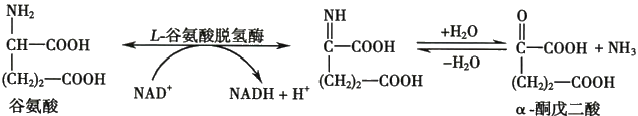 NH₂
CH—COOH
(CH₂)₂—COOH
谷氨酸
L-谷氨酸脱氢酶
NAD⁺
NADH + H⁺
NH
C—COOH
(CH₂)₂—COOH
+H₂O
−H₂O
O
C—COOH + NH₃
(CH₂)₂—COOH
α-酮戊二酸